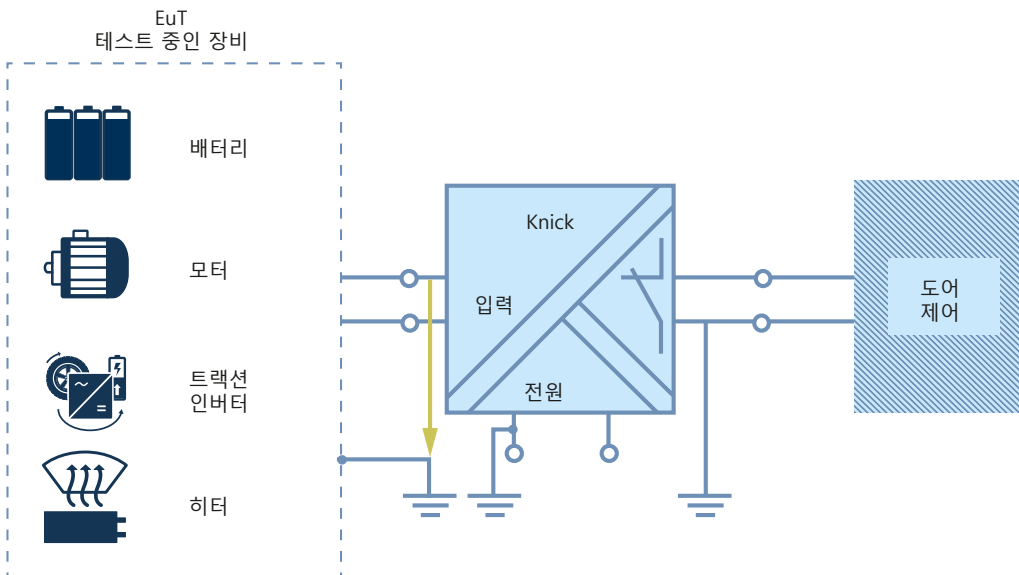 EuT
테스트 중인 장비
배터리
모터
트랙션
인버터
히터
Knick
입력
전원
도어
제어